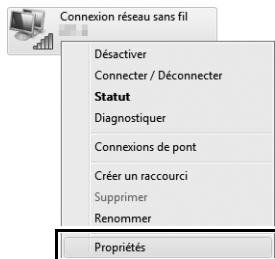 Connexion réseau sans fil
Désactiver
Connecter / Déconnecter
Statut
Diagnostiquer
Connexions de pont
Créer un raccourci
Supprimer
Renommer
Propriétés